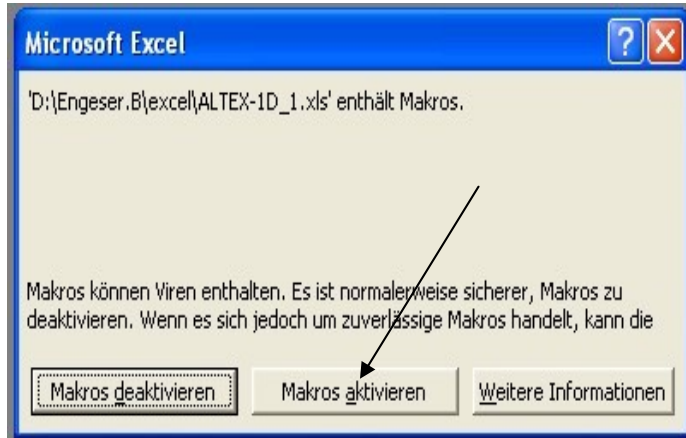 Microsoft Excel
?
'D:\Engeser.B\excel\ALTEX-1D_1.xls' enthält Makros.
Makros können Viren enthalten. Es ist normalerweise sicherer, Makros zu
deaktivieren. Wenn es sich jedoch um zuverlässige Makros handelt, kann die
Makros deaktivieren
Makros aktivieren
Weitere Informationen